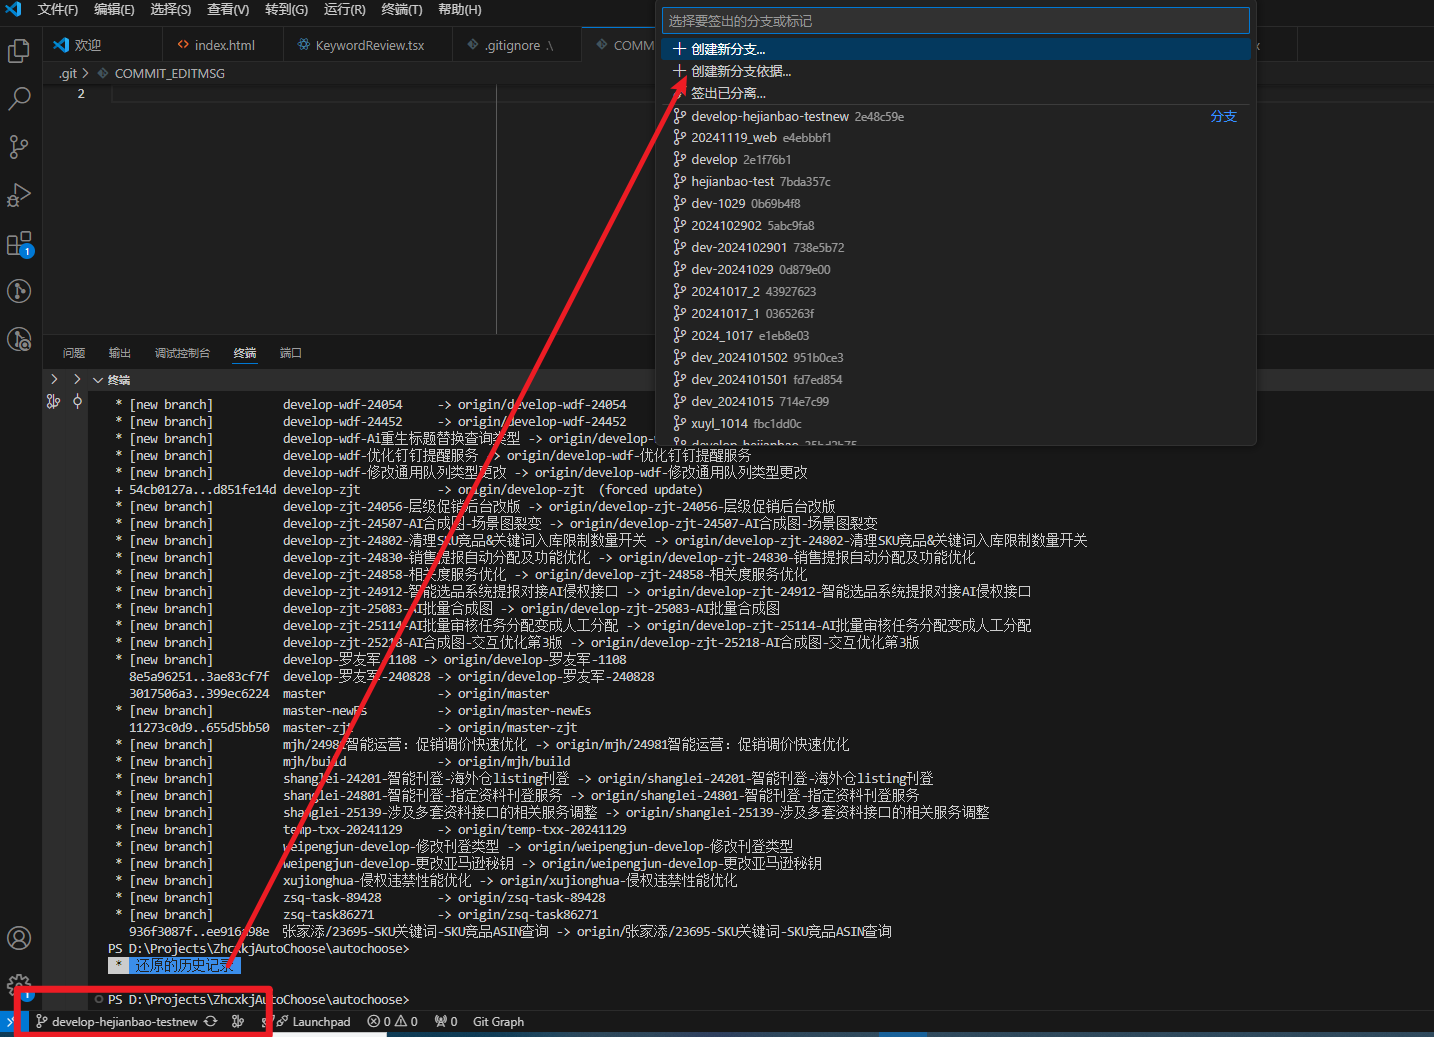 文件(F) 编辑(E) 选择(S) 查看(V) 转到(G) 运行(R) 终端(T) 帮助(H)
欢迎 index.html KeywordReview.tsx .gitignore .\ COMM
.git > COMMIT_EDITMSG
2
选择要签出的分支或标记
创建新分支...
创建新分支依据...
签出已分离...
develop-hejianbao-testnew 2e48c59e 分支
20241119_web e4ebbbf1
develop 2e1f76b1
hejianbao-test 7bda357c
dev-1029 0b69b4f8
2024102902 5abc9fa8
dev-2024102901 738e5b72
dev-20241029 0d879e00
20241017_2 43927623
20241017_1 0365263f
2024_1017 e1eb8e03
dev_2024101502 951b0ce3
dev_2024101501 fd7ed854
dev_20241015 714e7c99
xuyl_1014 fbc1dd0c
develop_hejianbao
问题 输出 调试控制台 终端 端口
终端
* [new branch] develop-wdf-24054 -> origin/develop-wdf-24054
* [new branch] develop-wdf-24452 -> origin/develop-wdf-24452
* [new branch] develop-wdf-Ai重生标题替换查询类型 -> origin/develop-
* [new branch] develop-wdf-优化钉钉提醒服务 -> origin/develop-wdf-优化钉钉提醒服务
* [new branch] develop-wdf-修改通用队列类型更改 -> origin/develop-wdf-修改通用队列类型更改
+ 54cb0127a...d851fe14d develop-zjt -> origin/develop-zjt (forced update)
* [new branch] develop-zjt-24056-层级促销后台改版 -> origin/develop-zjt-24056-层级促销后台改版
* [new branch] develop-zjt-24507-AI合成图-场景图裂变 -> origin/develop-zjt-24507-AI合成图-场景图裂变
* [new branch] develop-zjt-24802-清理SKU竞品&关键词入库限制数量开关 -> origin/develop-zjt-24802-清理SKU竞品&关键词入库限制数量开关
* [new branch] develop-zjt-24830-销售提报自动分配及功能优化 -> origin/develop-zjt-24830-销售提报自动分配及功能优化
* [new branch] develop-zjt-24858-相关度服务优化 -> origin/develop-zjt-24858-相关度服务优化
* [new branch] develop-zjt-24912-智能选品系统提报对接AI侵权接口 -> origin/develop-zjt-24912-智能选品系统提报对接AI侵权接口
* [new branch] develop-zjt-25083-AI批量合成图 -> origin/develop-zjt-25083-AI批量合成图
* [new branch] develop-zjt-25114-AI批量审核任务分配变成人工分配 -> origin/develop-zjt-25114-AI批量审核任务分配变成人工分配
* [new branch] develop-zjt-25218-AI合成图-交互优化第3版 -> origin/develop-zjt-25218-AI合成图-交互优化第3版
* [new branch] develop-罗友军-1108 -> origin/develop-罗友军-1108
8e5a96251..3ae83cf7f develop-罗友军-240828 -> origin/develop-罗友军-240828
3017506a3..399ec6224 master -> origin/master
* [new branch] master-newEs -> origin/master-newEs
11273c0d9..655d5bb50 master-zjt -> origin/master-zjt
* [new branch] mjh/24981智能运营：促销调价快速优化 -> origin/mjh/24981智能运营：促销调价快速优化
* [new branch] mjh/build -> origin/mjh/build
* [new branch] shanglei-24201-智能刊登-海外仓listing刊登 -> origin/shanglei-24201-智能刊登-海外仓listing刊登
* [new branch] shanglei-24801-智能刊登-指定资料刊登服务 -> origin/shanglei-24801-智能刊登-指定资料刊登服务
* [new branch] shanglei-25139-涉及多套资料接口的相关服务调整 -> origin/shanglei-25139-涉及多套资料接口的相关服务调整
* [new branch] temp-txx-20241129 -> origin/temp-txx-20241129
* [new branch] weipengjun-develop-修改刊登类型 -> origin/weipengjun-develop-修改刊登类型
* [new branch] weipengjun-develop-更改亚马逊秘钥 -> origin/weipengjun-develop-更改亚马逊秘钥
* [new branch] xujionghua-侵权违禁性能优化 -> origin/xujionghua-侵权违禁性能优化
* [new branch] zsq-task-89428 -> origin/zsq-task-89428
* [new branch] zsq-task86271 -> origin/zsq-task86271
936f3087f.. 张家添/23695-SKU关键词-SKU竞品ASIN查询 -> origin/张家添/23695-SKU关键词-SKU竞品ASIN查询
PS D:\Projects\ZhcxkjAutoChoose\autochoose>
* 还原的历史记录
PS D:\Projects\ZhcxkjAutoChoose\autochoose>
develop-hejianbao-testnew Launchpad 0 0 0 Git Graph